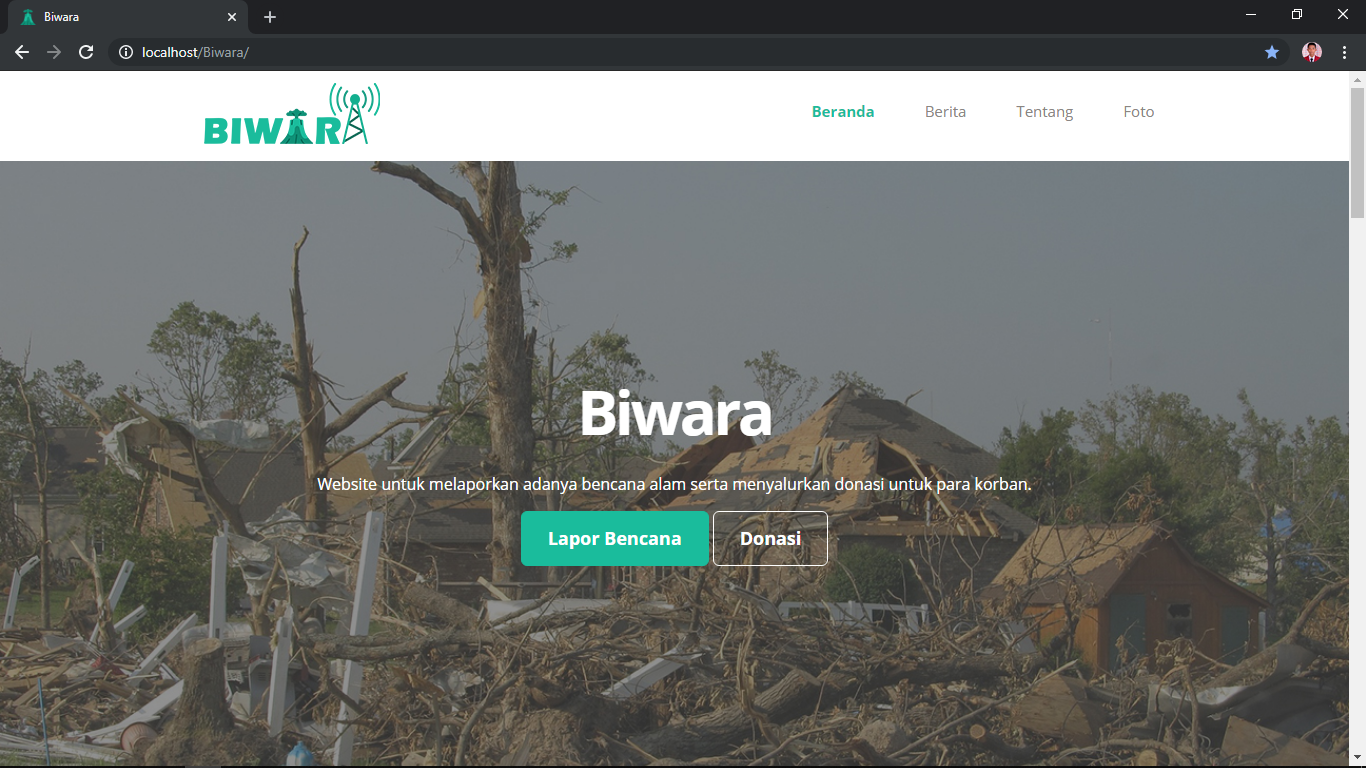 Biwara
localhost/Biwara/
BIWARA
Beranda Berita Tentang Foto
Biwara
Website untuk melaporkan adanya bencana alam serta menyalurkan donasi untuk para korban.
Lapor Bencana Donasi